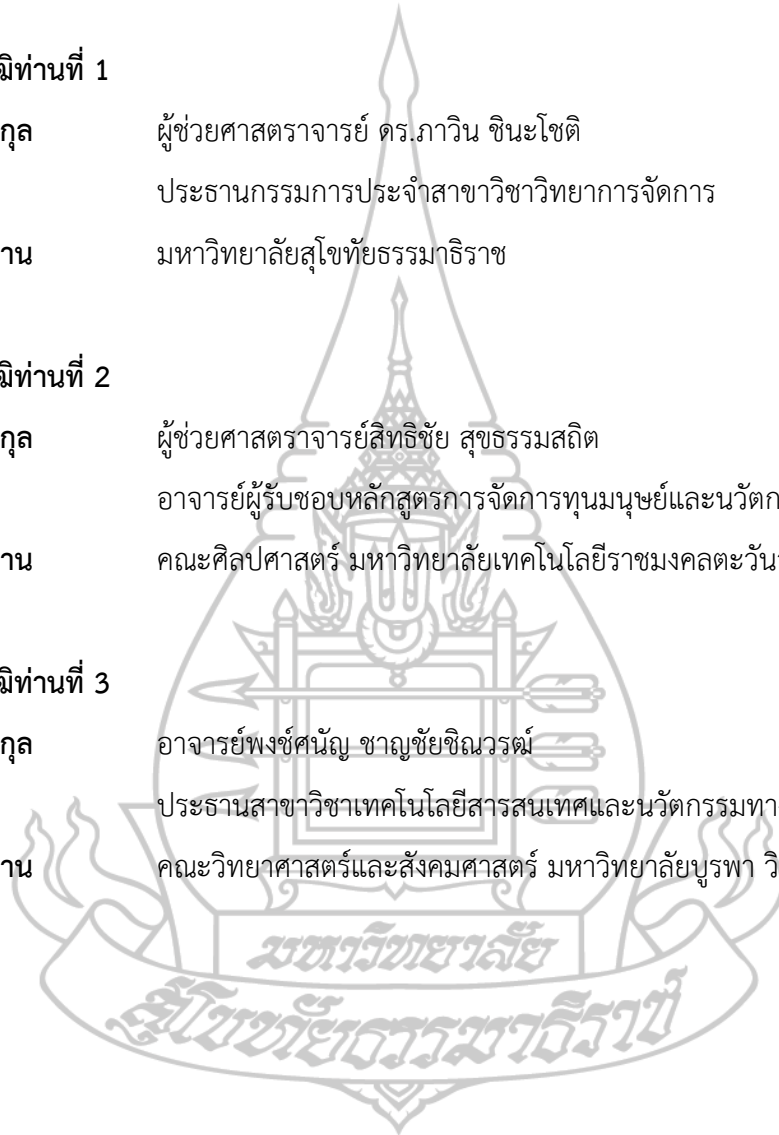 ฒิท่านที่ 1
กุล ผู้ช่วยศาสตราจารย์ ดร.ภาวิน ชินะโชติ
ประธานกรรมการประจำสาขาวิชาวิทยาการจัดการ
าน มหาวิทยาลัยสุโขทัยธรรมาธิราช
ฒิท่านที่ 2
กุล ผู้ช่วยศาสตราจารย์สิทธิชัย สุขธรรมสถิต
อาจารย์ผู้รับชอบหลักสูตรการจัดการทุนมนุษย์และนวัตก
าน คณะศิลปศาสตร์ มหาวิทยาลัยเทคโนโลยีราชมงคลตะวัน
ฒิท่านที่ 3
กุล อาจารย์พงช์ศนัญ ชาญชัยชิณวรฒ์
ประธานสาขาวิชาเทคโนโลยีสารสนเทศและนวัตกรรมทา
าน คณะวิทยาศาสตร์และสังคมศาสตร์ มหาวิทยาลัยบูรพา วิ
มหาวิทยาลัย
สุโขทัยธรรมาธิราช